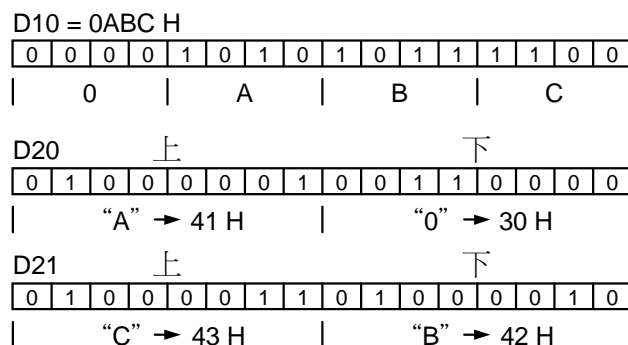 D10 = 0ABC H
0 0 0 0 1 0 1 0 1 0 1 1 1 1 0 0
0 A B C
D20 上 下
0 1 0 0 0 0 0 1 0 0 1 1 0 0 0 0
“A” → 41 H “0” → 30 H
D21 上 下
0 1 0 0 0 0 1 1 0 1 0 0 0 0 1 0
“C” → 43 H “B” → 42 H